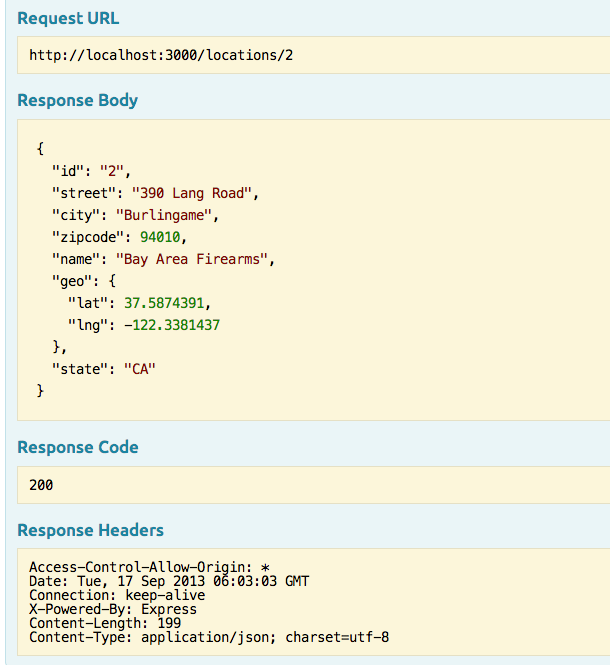 Request URL
http://localhost:3000/locations/2
Response Body
{
  "id": "2",
  "street": "390 Lang Road",
  "city": "Burlingame",
  "zipcode": 94010,
  "name": "Bay Area Firearms",
  "geo": {
    "lat": 37.5874391,
    "lng": -122.3381437
  },
  "state": "CA"
}
Response Code
200
Response Headers
Access-Control-Allow-Origin: *
Date: Tue, 17 Sep 2013 06:03:03 GMT
Connection: keep-alive
X-Powered-By: Express
Content-Length: 199
Content-Type: application/json; charset=utf-8